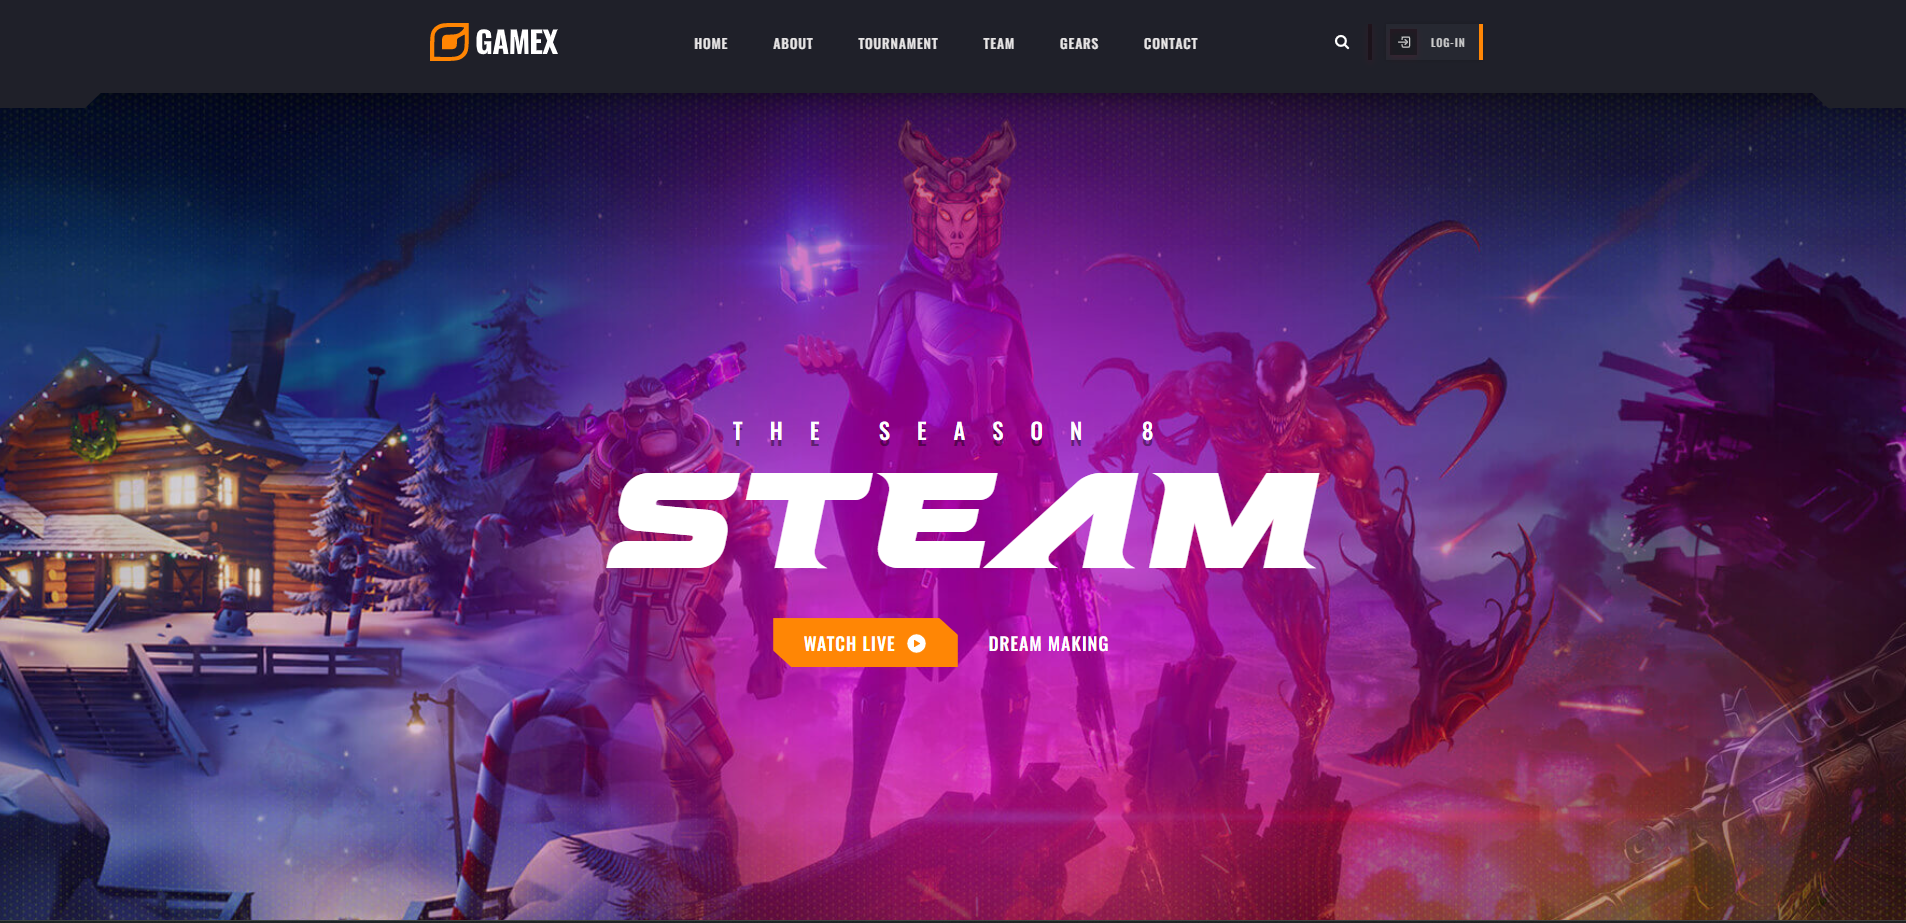 GAMEX
HOME ABOUT TOURNAMENT TEAM GEARS CONTACT
LOG-IN
THE SEASON 8
STEAM
WATCH LIVE DREAM MAKING